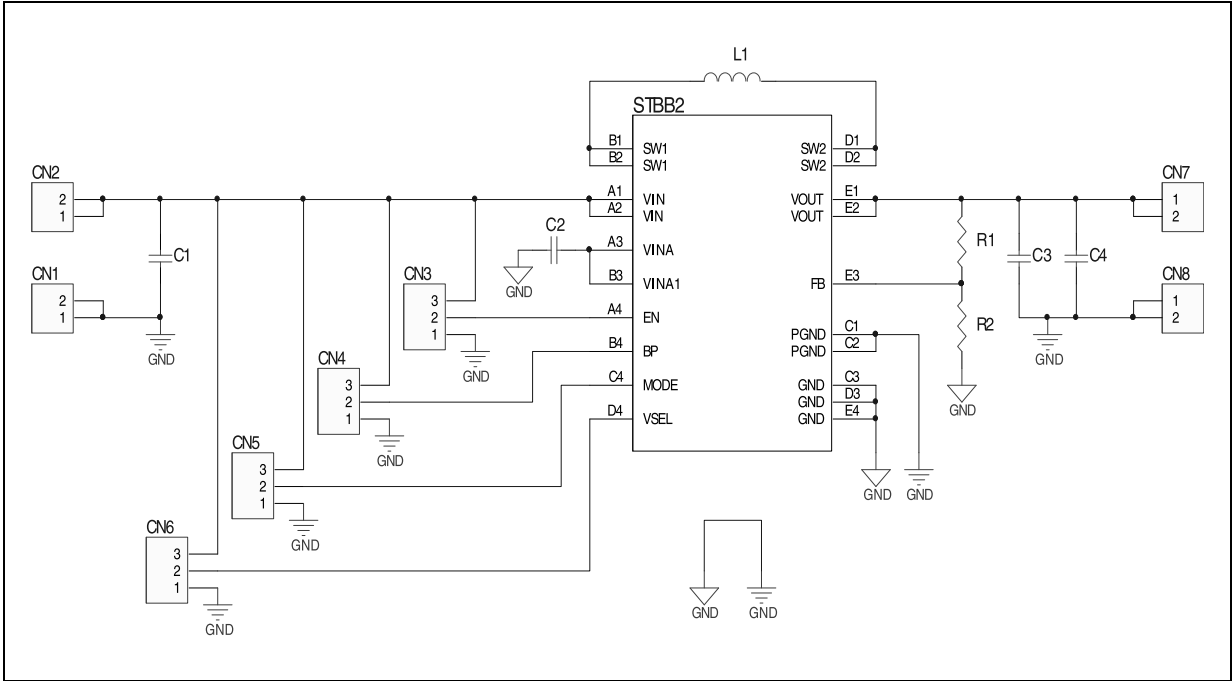 L1
STBB2
B1 SW1 SW2 D1
B2 SW1 SW2 D2
CN2
2
1
A1 VIN VOUT E1
A2 VIN VOUT E2
CN7
1
2
C1
C2
GND
A3 VINA
B3 VINA1 FB E3
R1
R2
GND
C3
C4
CN1
2
1
GND
CN8
1
2
GND
CN3
3
2
1
GND
A4 EN
PGND C1
PGND C2
B4 BP
CN4
3
2
1
GND
C4 MODE GND C3
GND D3
D4 VSEL GND E4
GND
GND
CN5
3
2
1
GND
CN6
3
2
1
GND
GND
GND